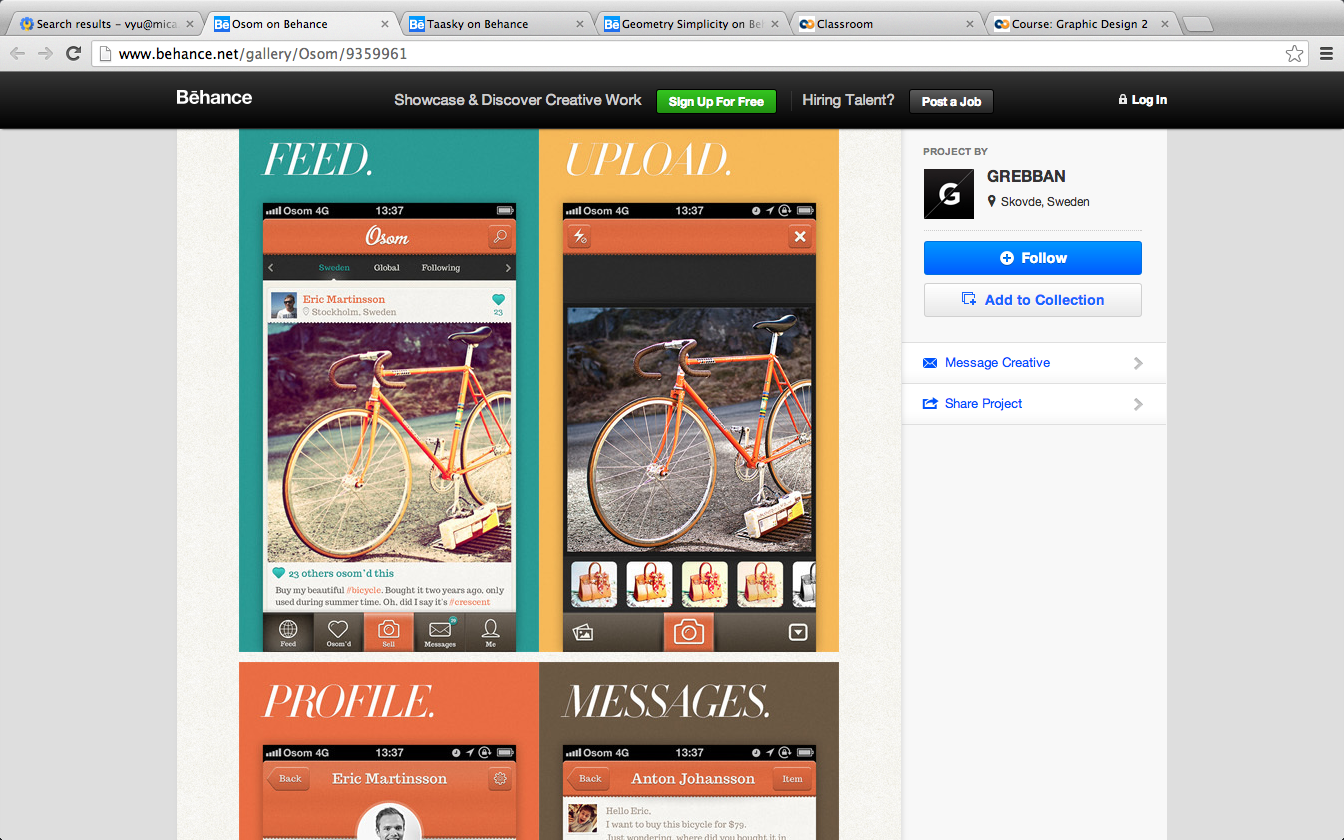 Search results – vyu@mica
Osom on Behance
Taasky on Behance
Geometry Simplicity on Beh
Classroom
Course: Graphic Design 2
www.behance.net/gallery/Osom/9359961
Bēhance
Showcase & Discover Creative Work
Sign Up For Free
Hiring Talent?
Post a Job
Log In
FEED.
Osom 4G 13:37
Osom
Sweden Global Following
Eric Martinsson
Stockholm, Sweden
23
23 others osom'd this
Buy my beautiful #bicycle. Bought it two years ago. only
used during summer time. Oh, did I say it's #crescent
Feed Osom'd Sell Messages Me
UPLOAD.
Osom 4G 13:37
PROFILE.
Osom 4G 13:37
Back Eric Martinsson
MESSAGES.
Osom 4G 13:37
Back Anton Johansson Item
Hello Eric.
I want to buy this bicycle for $79.
Just wondering, where did you bought it in
PROJECT BY
G
GREBBAN
Skovde, Sweden
Follow
Add to Collection
Message Creative
Share Project